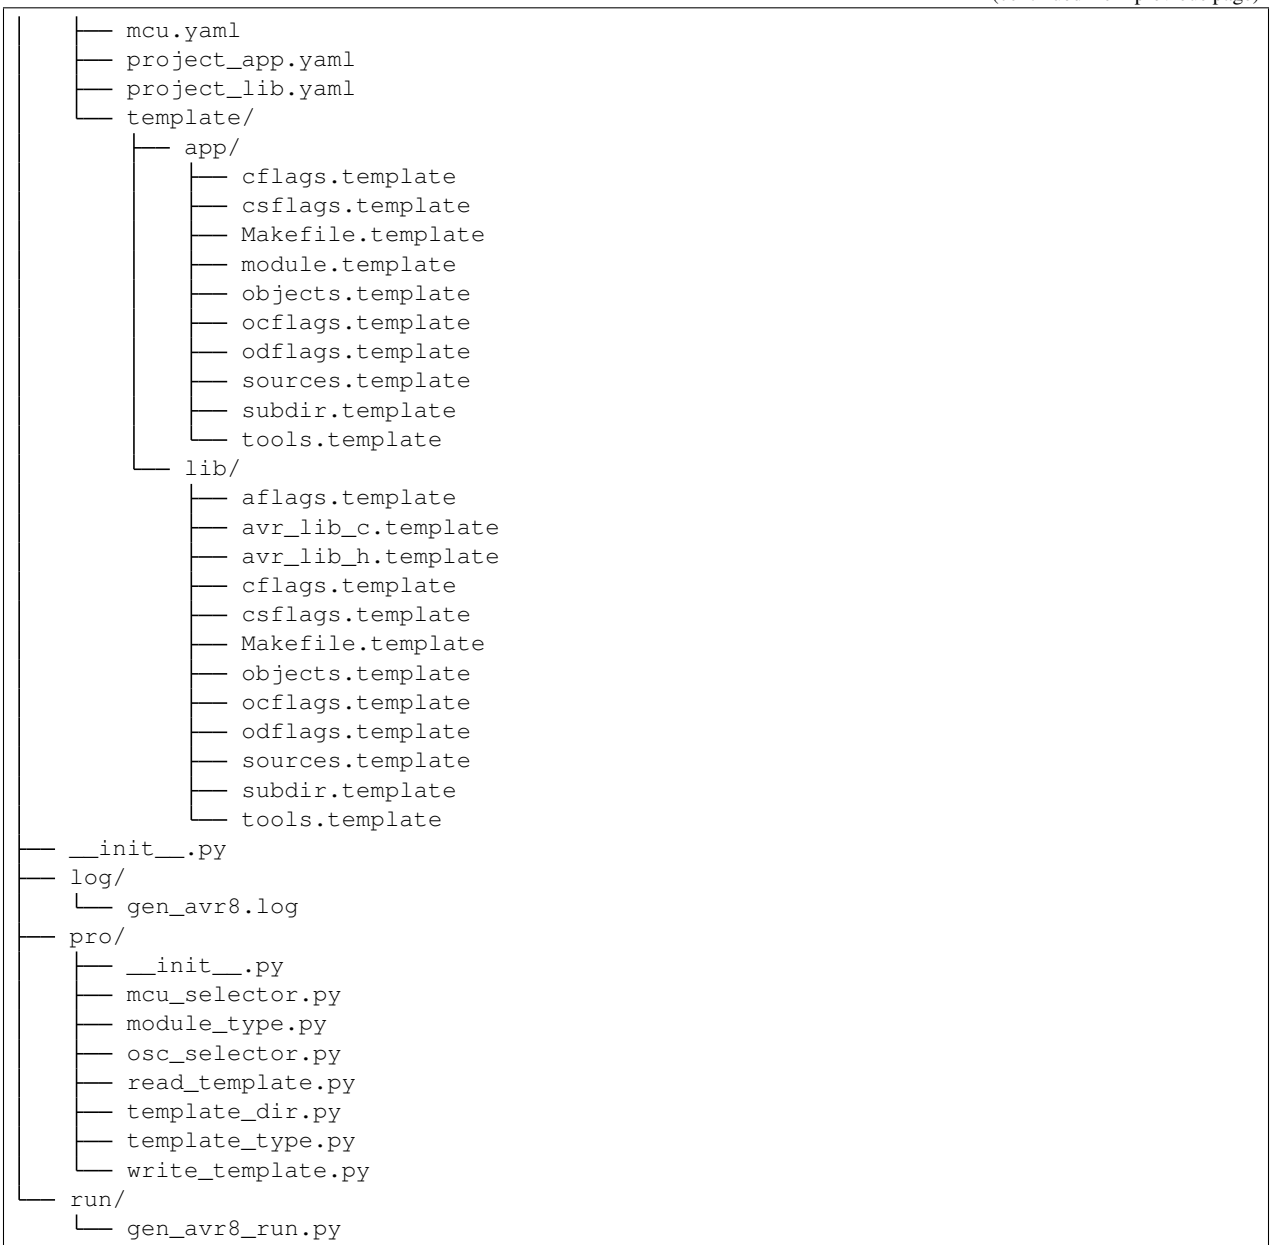 │   ├── mcu.yaml
│   ├── project_app.yaml
│   ├── project_lib.yaml
│   └── template/
│       ├── app/
│       │   ├── cflags.template
│       │   ├── csflags.template
│       │   ├── Makefile.template
│       │   ├── module.template
│       │   ├── objects.template
│       │   ├── ocflags.template
│       │   ├── odflags.template
│       │   ├── sources.template
│       │   ├── subdir.template
│       │   └── tools.template
│       └── lib/
│           ├── aflags.template
│           ├── avr_lib_c.template
│           ├── avr_lib_h.template
│           ├── cflags.template
│           ├── csflags.template
│           ├── Makefile.template
│           ├── objects.template
│           ├── ocflags.template
│           ├── odflags.template
│           ├── sources.template
│           ├── subdir.template
│           └── tools.template
├── __init__.py
├── log/
│   └── gen_avr8.log
├── pro/
│   ├── __init__.py
│   ├── mcu_selector.py
│   ├── module_type.py
│   ├── osc_selector.py
│   ├── read_template.py
│   ├── template_dir.py
│   ├── template_type.py
│   └── write_template.py
└── run/
    └── gen_avr8_run.py